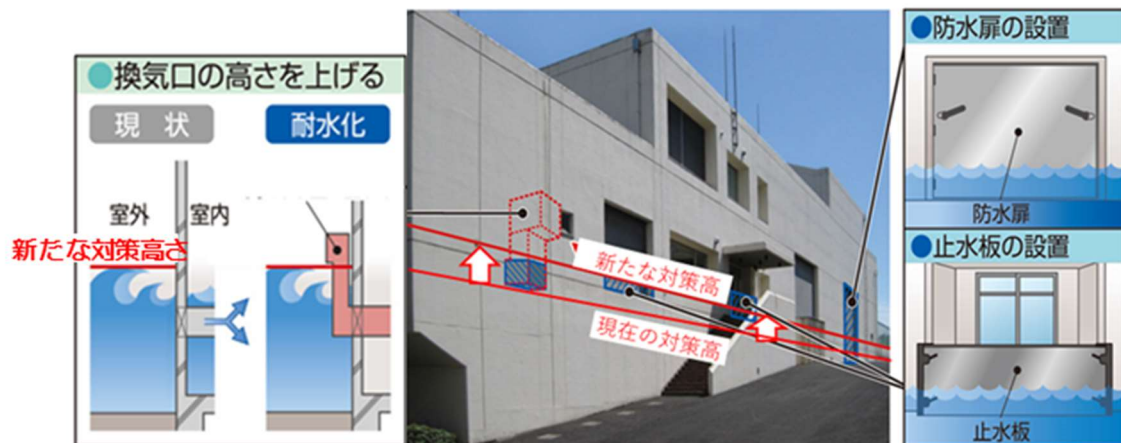 ●換気口の高さを上げる
現状
耐水化
室外
室内
新たな対策高さ
新たな対策高
現在の対策高
●防水扉の設置
防水扉
●止水板の設置
止水板